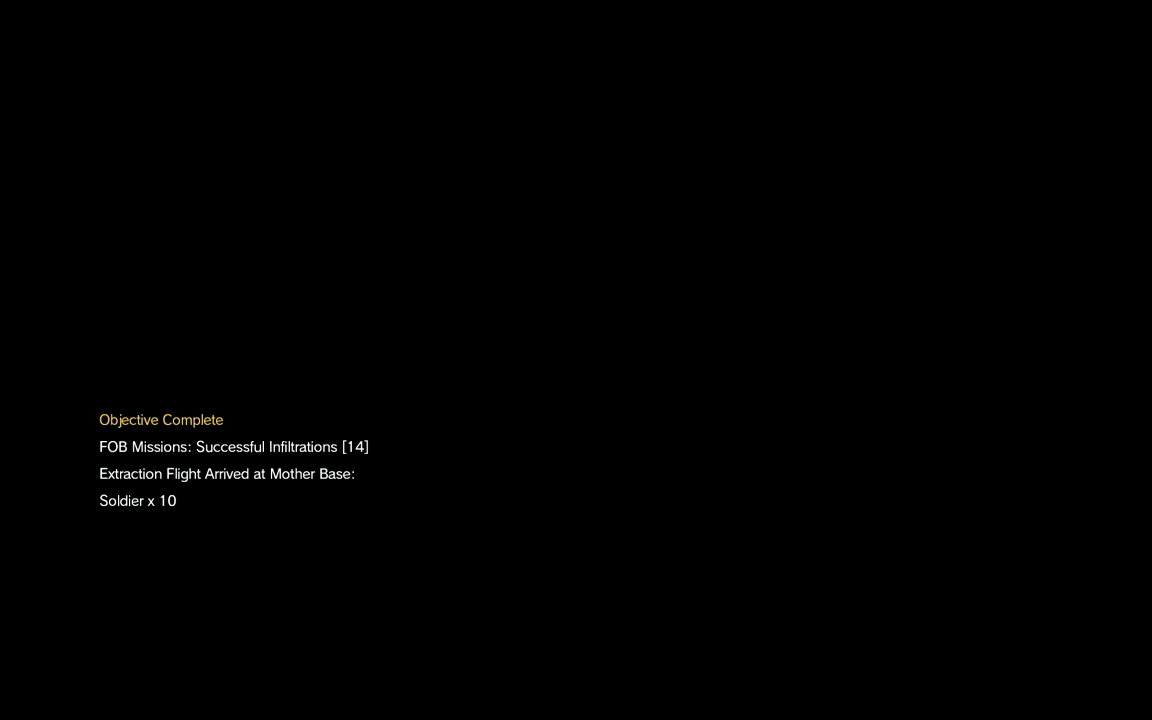 Objective Complete
FOB Missions: Successful Infiltrations [14]
Extraction Flight Arrived at Mother Base:
Soldier x 10